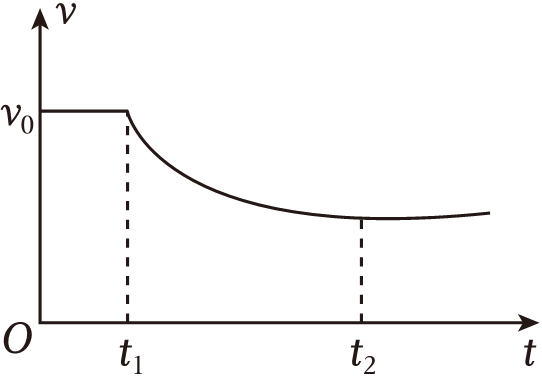 v
v₀
O
t₁
t₂
t